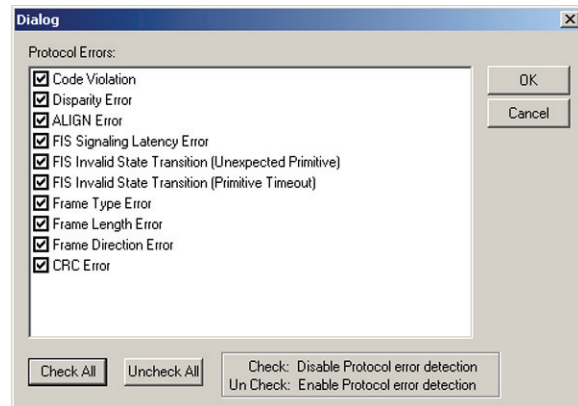 Dialog
Protocol Errors:
Code Violation
Disparity Error
ALIGN Error
FIS Signaling Latency Error
FIS Invalid State Transition (Unexpected Primitive)
FIS Invalid State Transition (Primitive Timeout)
Frame Type Error
Frame Length Error
Frame Direction Error
CRC Error
OK
Cancel
Check All
Uncheck All
Check: Disable Protocol error detection
Un Check: Enable Protocol error detection